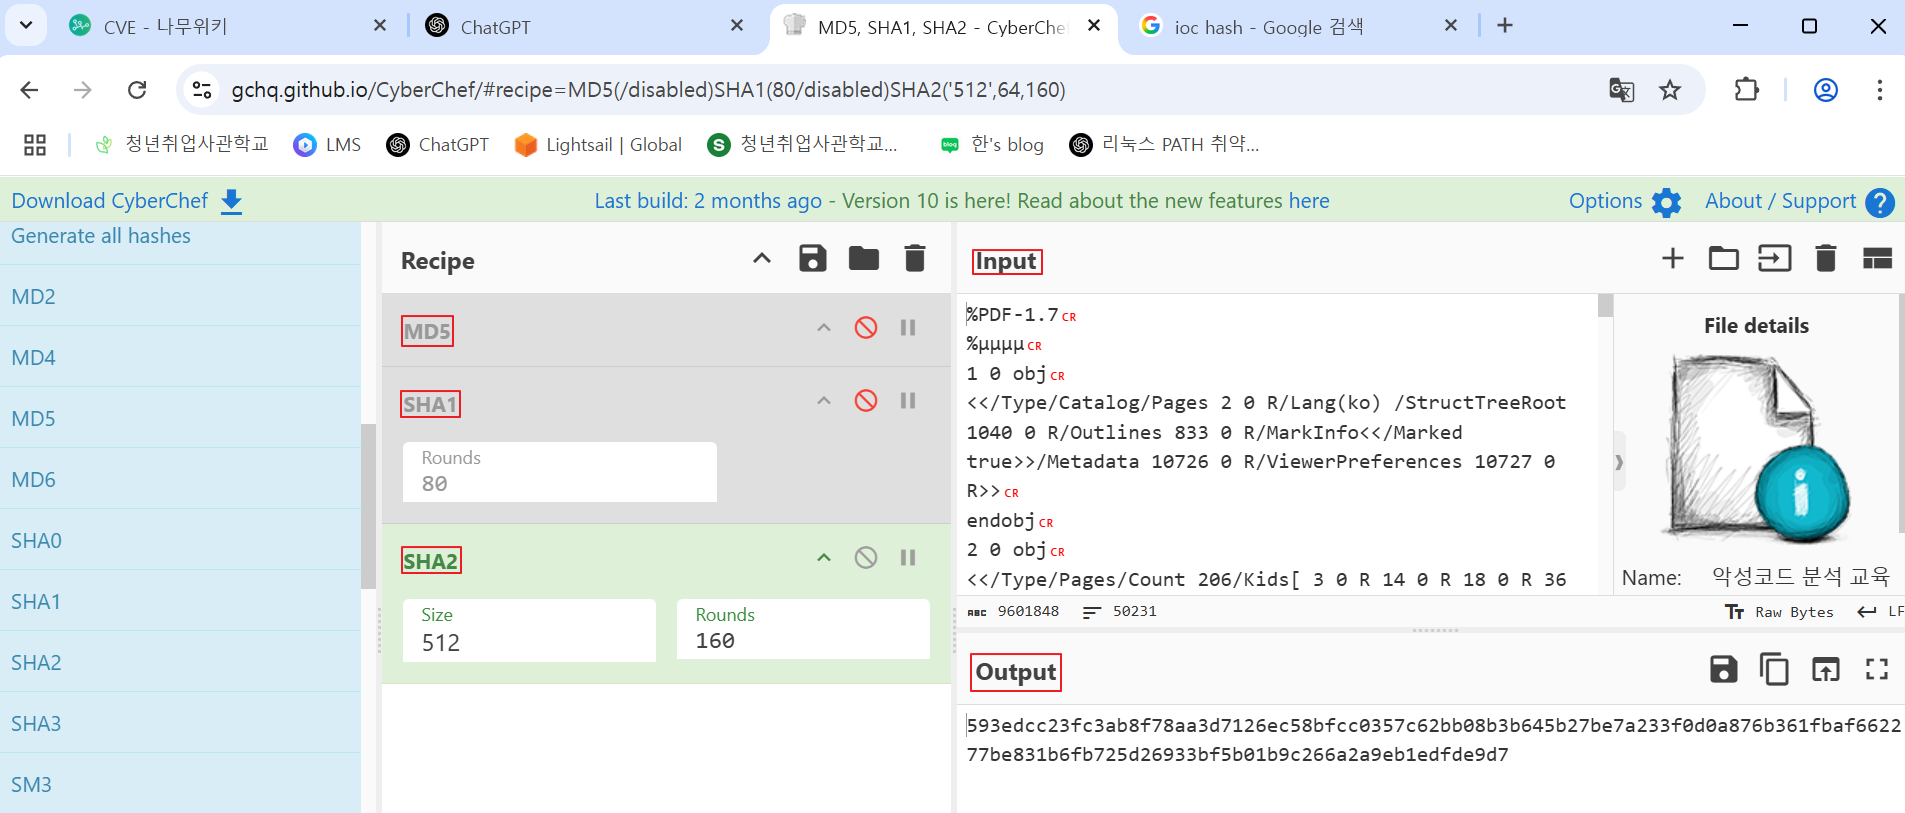 CVE - 나무위키
ChatGPT
MD5, SHA1, SHA2 - CyberChef
ioc hash - Google 검색
gchq.github.io/CyberChef/#recipe=MD5(/disabled)SHA1(80/disabled)SHA2('512',64,160)
청년취업사관학교
LMS
ChatGPT
Lightsail | Global
청년취업사관학교...
한's blog
리눅스 PATH 취약...
Download CyberChef
Last build: 2 months ago - Version 10 is here! Read about the new features here
Options
About / Support
Generate all hashes
MD2
MD4
MD5
MD6
SHA0
SHA1
SHA2
SHA3
SM3
Recipe
MD5
SHA1
Rounds
80
SHA2
Size
512
Rounds
160
Input
%PDF-1.7CR
%µµµµCR
1 0 objCR
<</Type/Catalog/Pages 2 0 R/Lang(ko) /StructTreeRoot
1040 0 R/Outlines 833 0 R/MarkInfo<</Marked
true>>/Metadata 10726 0 R/ViewerPreferences 10727 0
R>>CR
endobjCR
2 0 objCR
<</Type/Pages/Count 206/Kids[ 3 0 R 14 0 R 18 0 R 36
File details
Name: 악성코드 분석 교육
ABC 9601848
50231
Raw Bytes
LF
Output
593edcc23fc3ab8f78aa3d7126ec58bfcc0357c62bb08b3b645b27be7a233f0d0a876b361fbaf6622
77be831b6fb725d26933bf5b01b9c266a2a9eb1edfde9d7